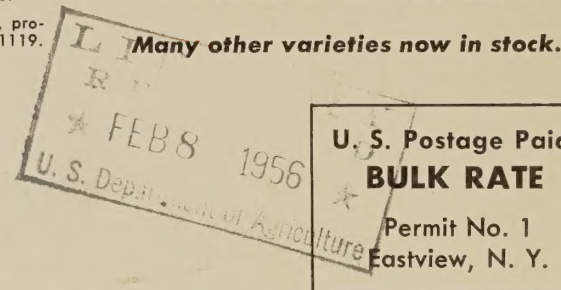 , pro-
1119.
Many other varieties now in stock.
L
R
★ FEB 8 1956 ★
U. S. Department of Agriculture
U. S. Postage Paid
BULK RATE
Permit No. 1
Eastview, N. Y.